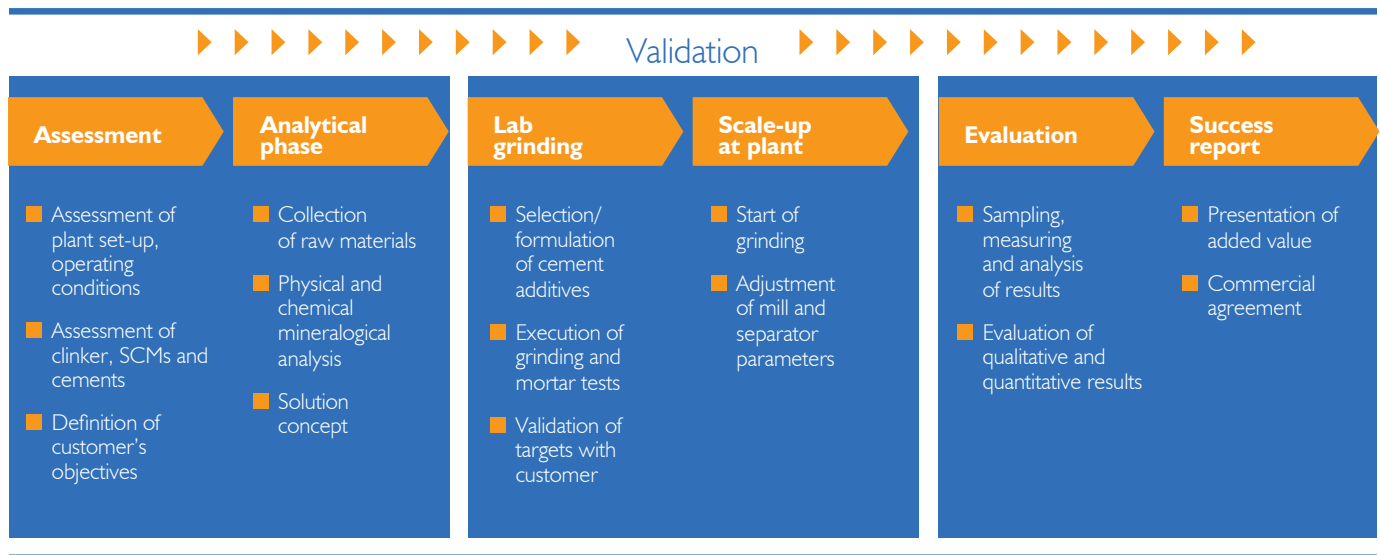 Validation
Assessment
Assessment of
plant set-up,
operating
conditions
Assessment of
clinker, SCMs and
cements
Definition of
customer’s
objectives
Analytical
phase
Collection
of raw materials
Physical and
chemical
mineralogical
analysis
Solution
concept
Lab
grinding
Selection/
formulation
of cement
additives
Execution of
grinding and
mortar tests
Validation of
targets with
customer
Scale-up
at plant
Start of
grinding
Adjustment
of mill and
separator
parameters
Evaluation
Sampling,
measuring
and analysis
of results
Evaluation of
qualitative and
quantitative results
Success
report
Presentation of
added value
Commercial
agreement